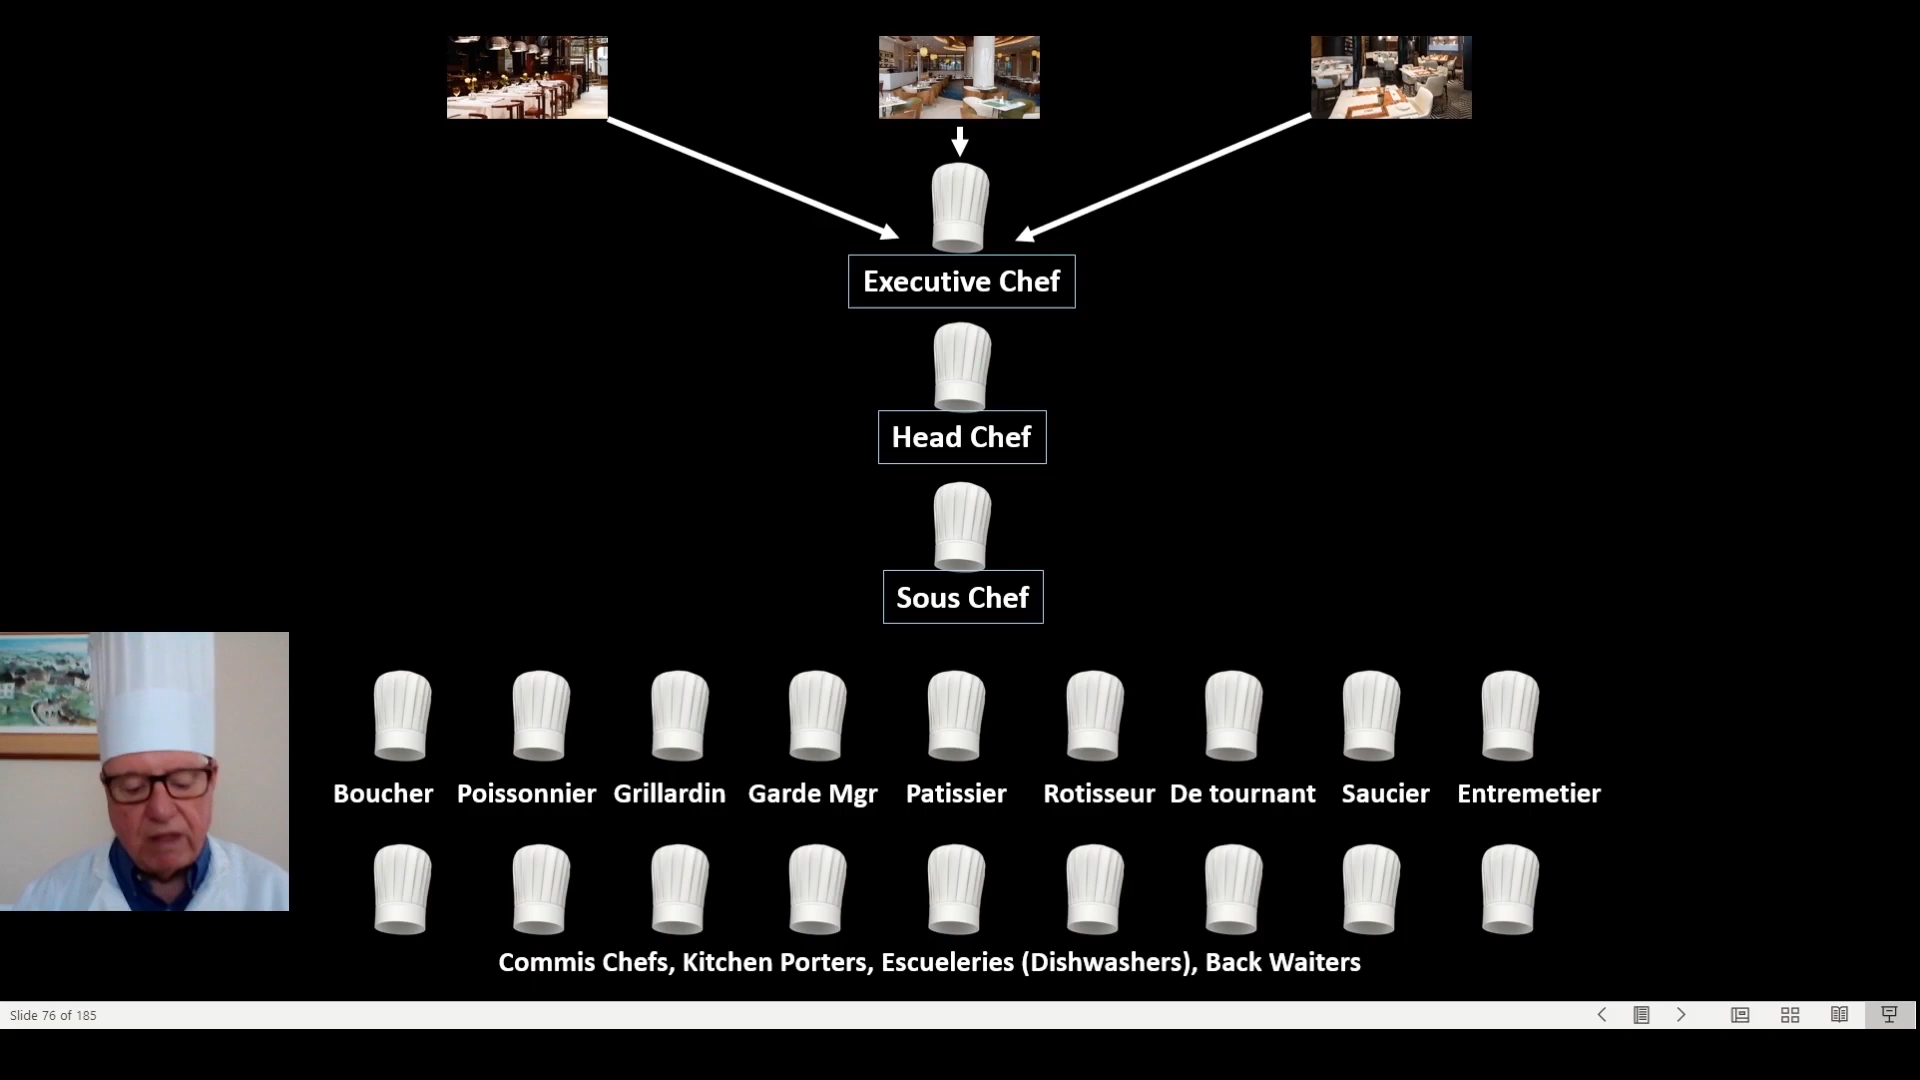 Executive Chef
Head Chef
Sous Chef
Boucher Poissonnier Grillardin Garde Mgr Patissier Rotisseur De tournant Saucier Entremetier
Commis Chefs, Kitchen Porters, Escueleries (Dishwashers), Back Waiters
Slide 76 of 185